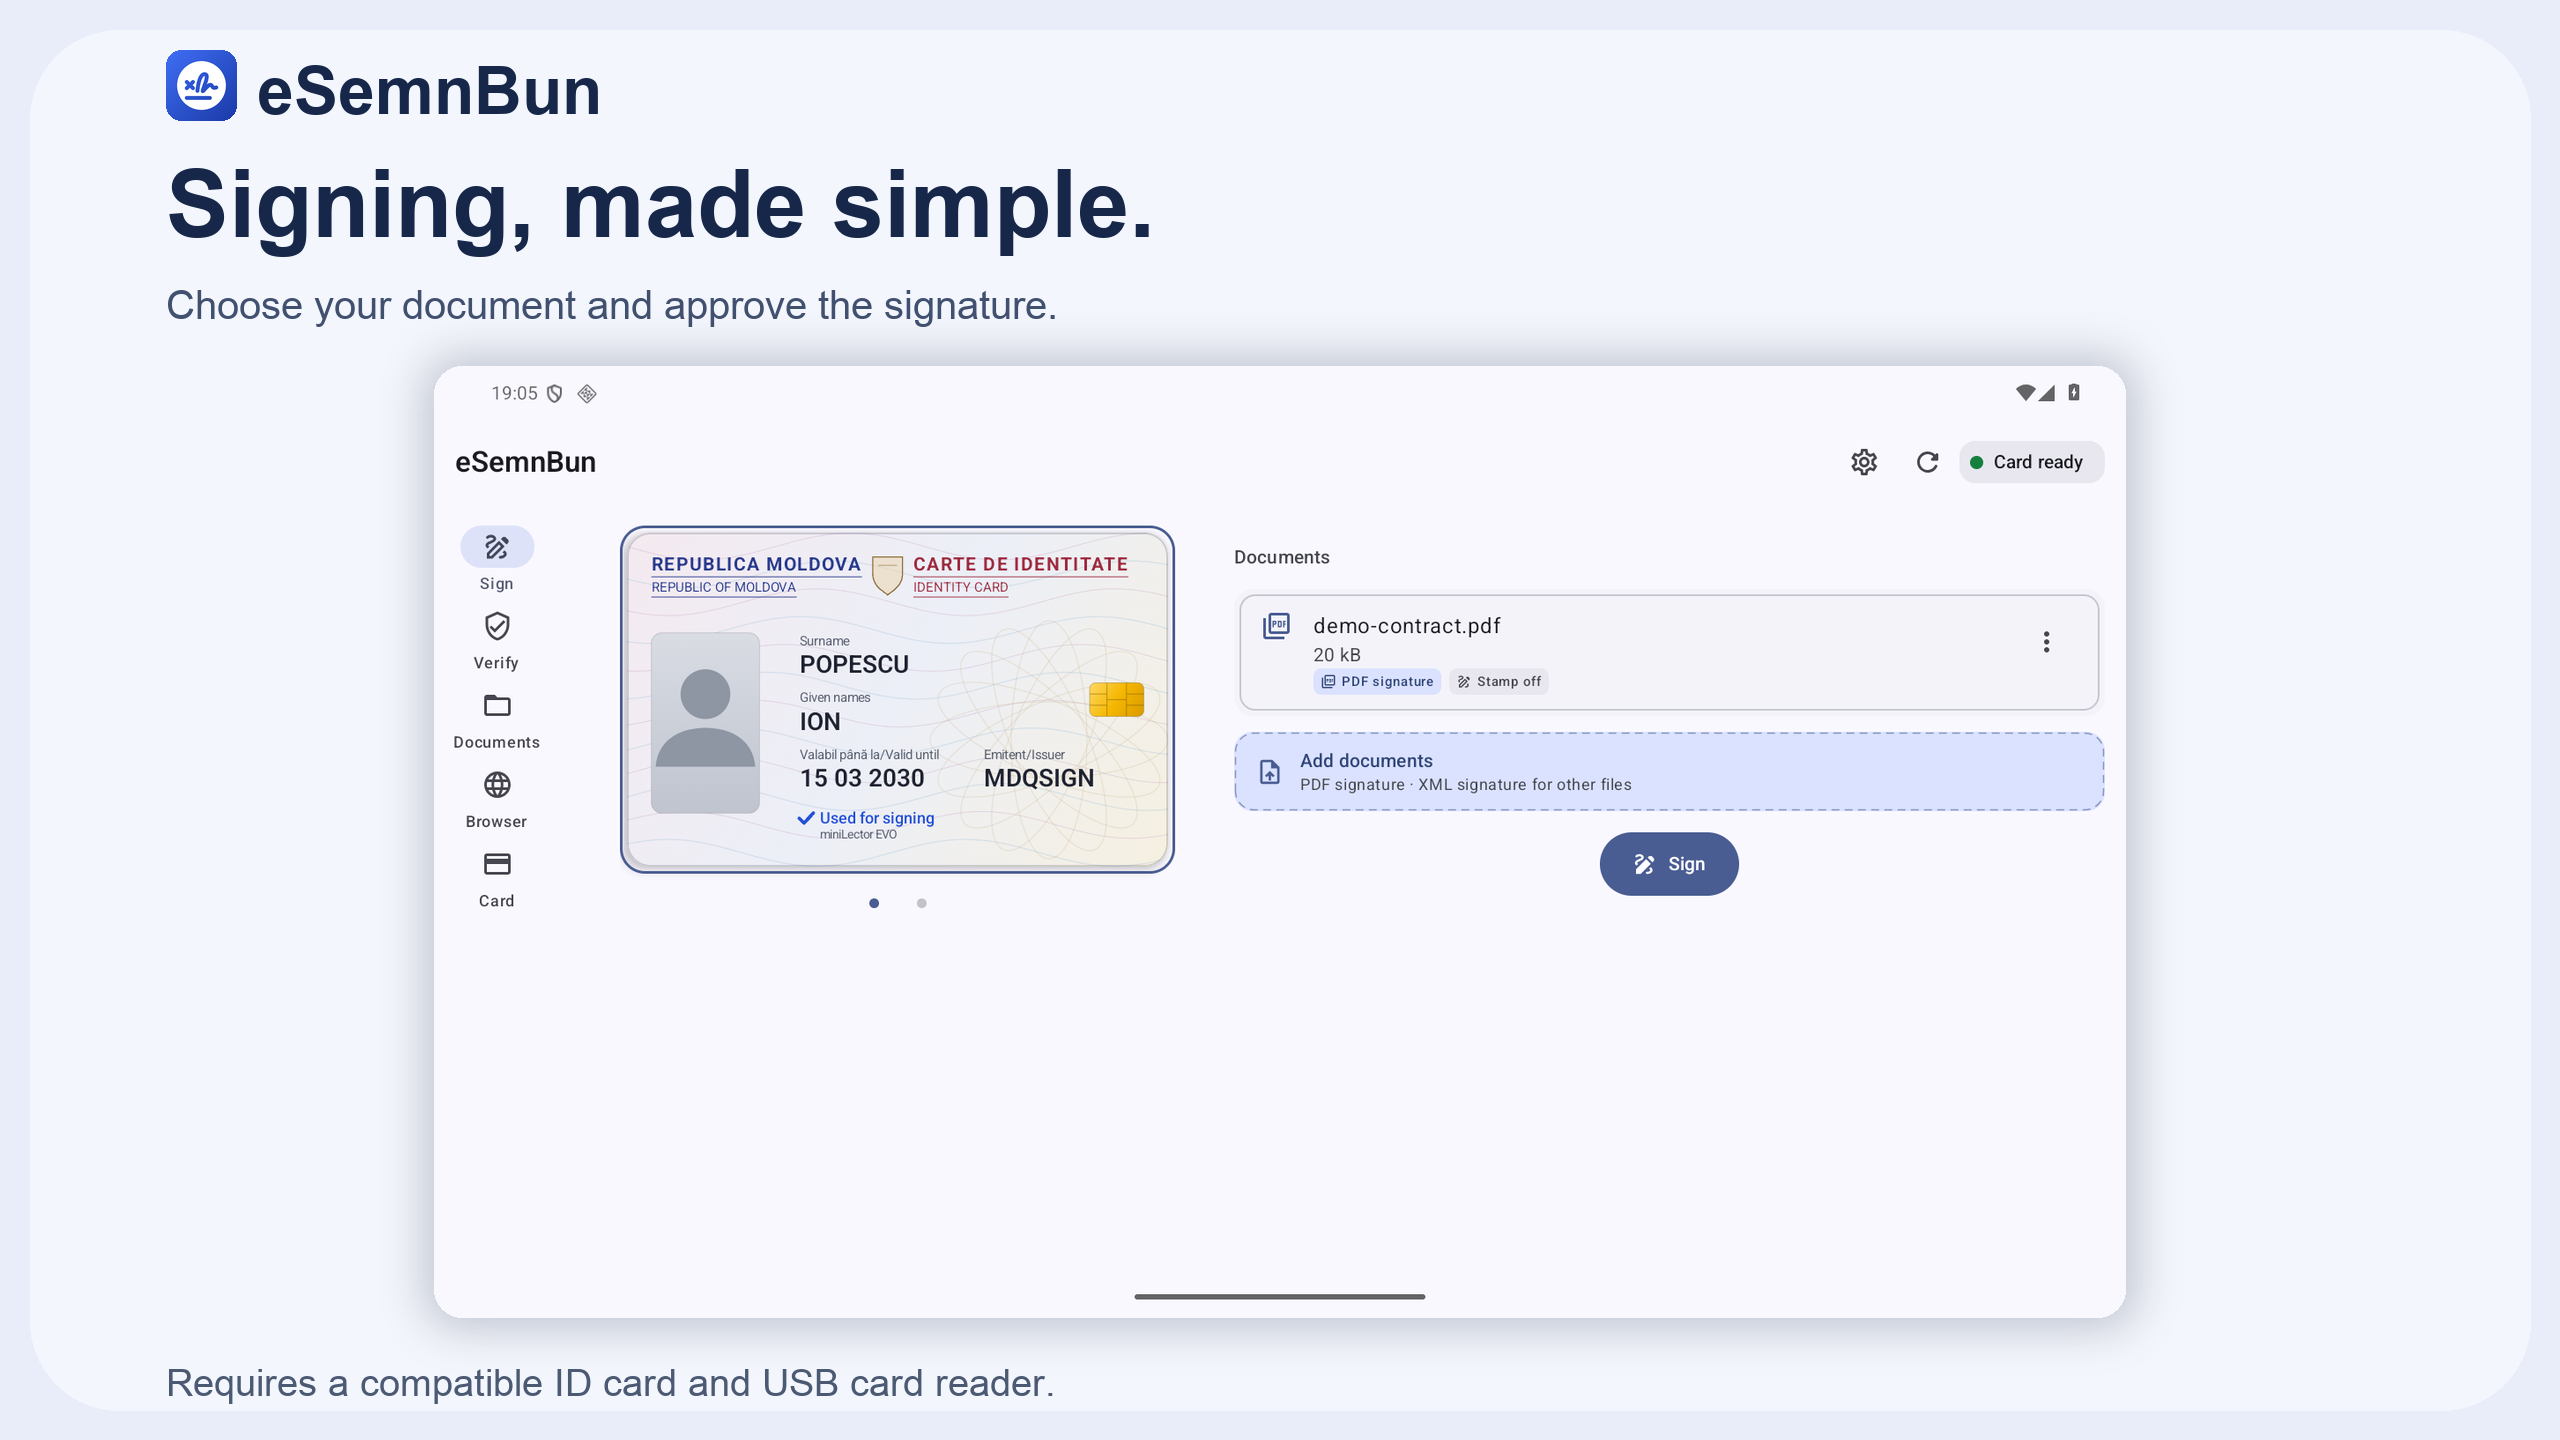 eSemnBun
Signing, made simple.
Choose your document and approve the signature.
19:05
eSemnBun
Card ready
Sign
Verify
Documents
Browser
Card
REPUBLICA MOLDOVA
REPUBLIC OF MOLDOVA
CARTE DE IDENTITATE
IDENTITY CARD
Surname
POPESCU
Given names
ION
Valabil până la/Valid until
15 03 2030
Emitent/Issuer
MDQSIGN
Used for signing
miniLector EVO
Documents
PDF
demo-contract.pdf
20 kB
PDF signature
Stamp off
Add documents
PDF signature · XML signature for other files
Sign
Requires a compatible ID card and USB card reader.